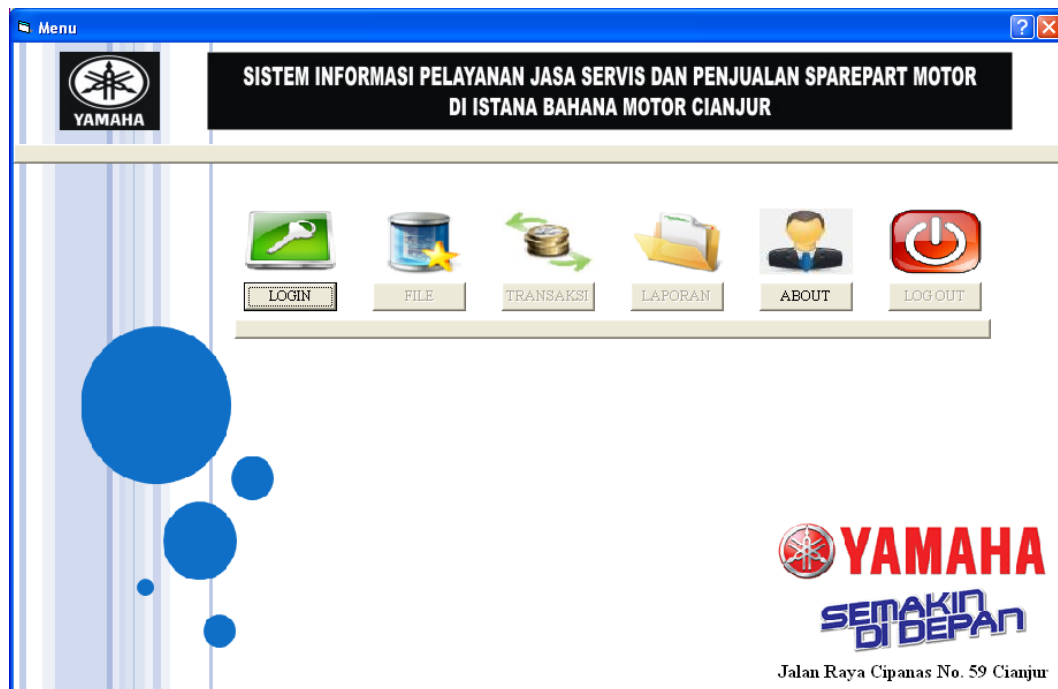 Menu
YAMAHA
SISTEM INFORMASI PELAYANAN JASA SERVIS DAN PENJUALAN SPAREPART MOTOR
DI ISTANA BAHANA MOTOR CIANJUR
LOGIN
FILE
TRANSAKSI
LAPORAN
ABOUT
LOGOUT
YAMAHA
SEMAKIN
DI DEPAN
Jalan Raya Cipanas No. 59 Cianjur